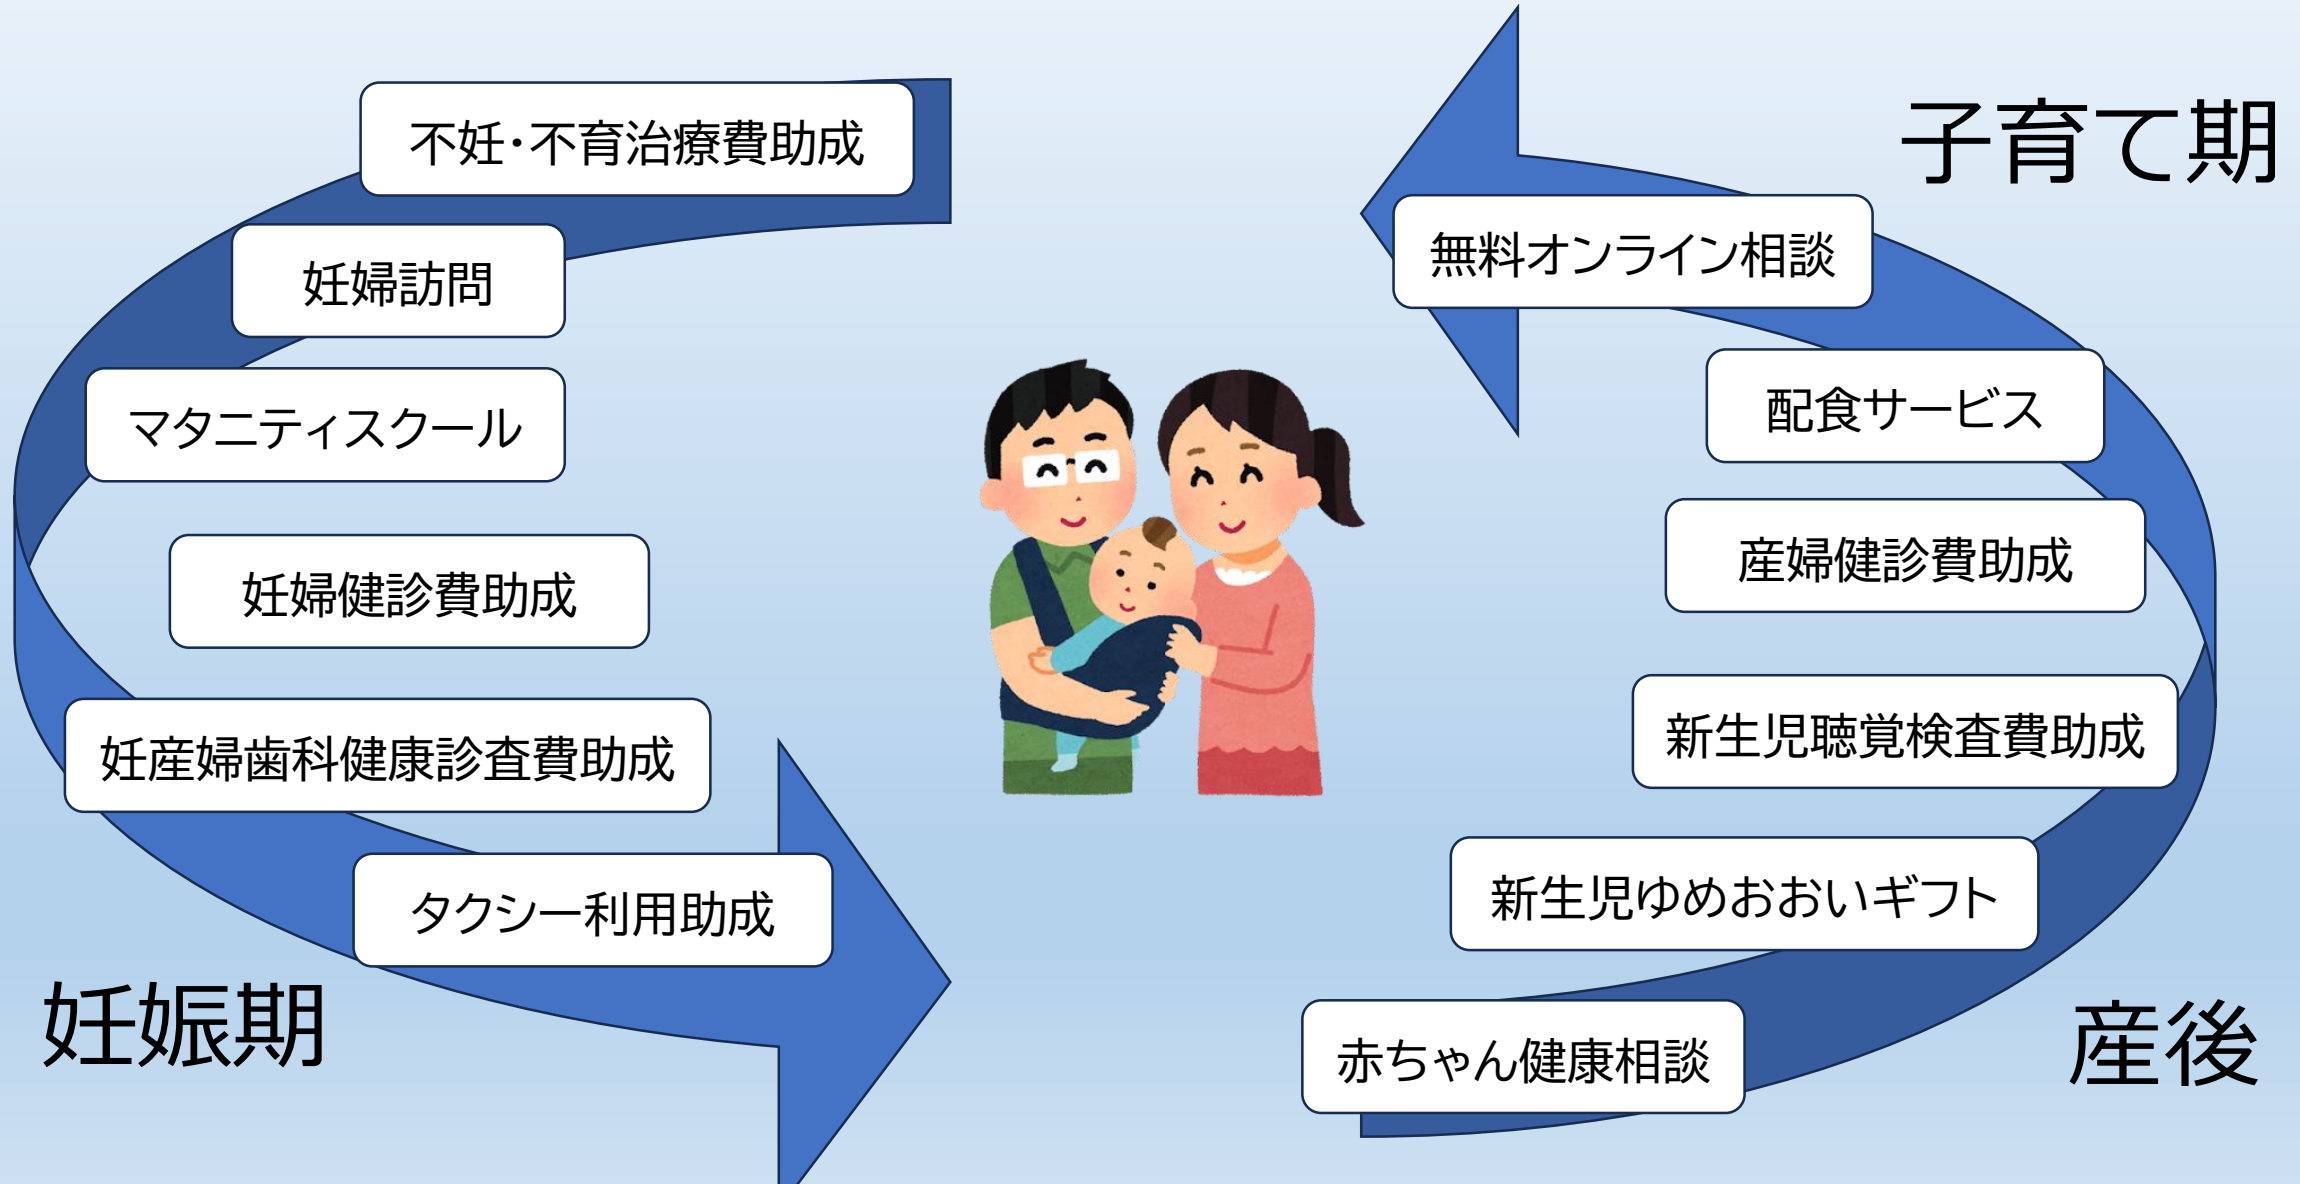 不妊・不育治療費助成
妊婦訪問
マタニティスクール
妊婦健診費助成
妊産婦歯科健康診査費助成
タクシー利用助成
妊娠期
子育て期
無料オンライン相談
配食サービス
産婦健診費助成
新生児聴覚検査費助成
新生児ゆめおおいギフト
赤ちゃん健康相談
産後